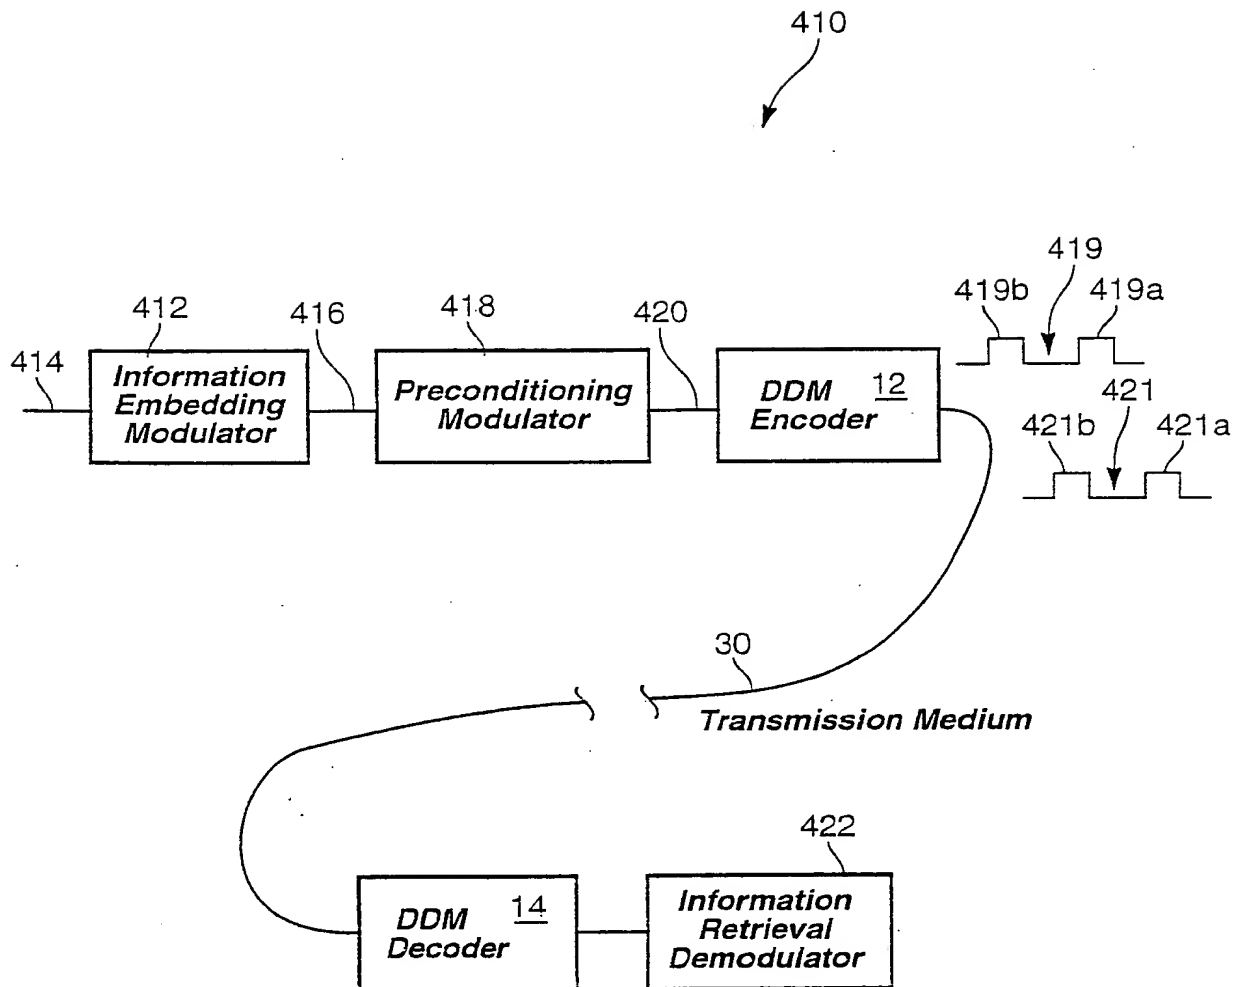 410
419
419b
419a
412
416
418
420
414
Information
Embedding
Modulator
Preconditioning
Modulator
DDM 12
Encoder
421
421b
421a
30
Transmission Medium
422
DDM 14
Decoder
Information
Retrieval
Demodulator